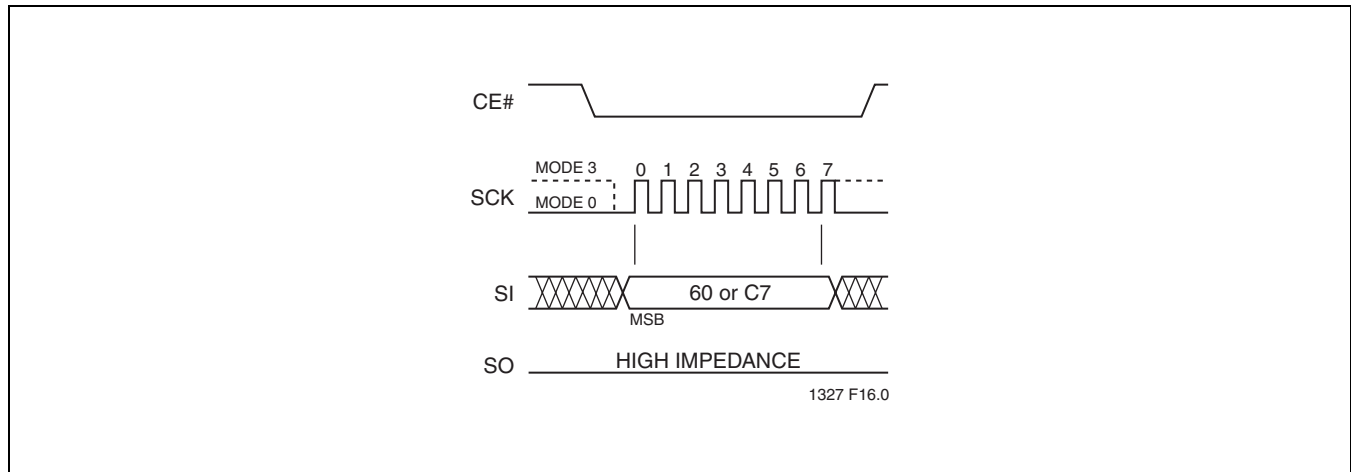 CE#
MODE 3 0 1 2 3 4 5 6 7
SCK MODE 0
SI 60 or C7
MSB
SO HIGH IMPEDANCE
1327 F16.0